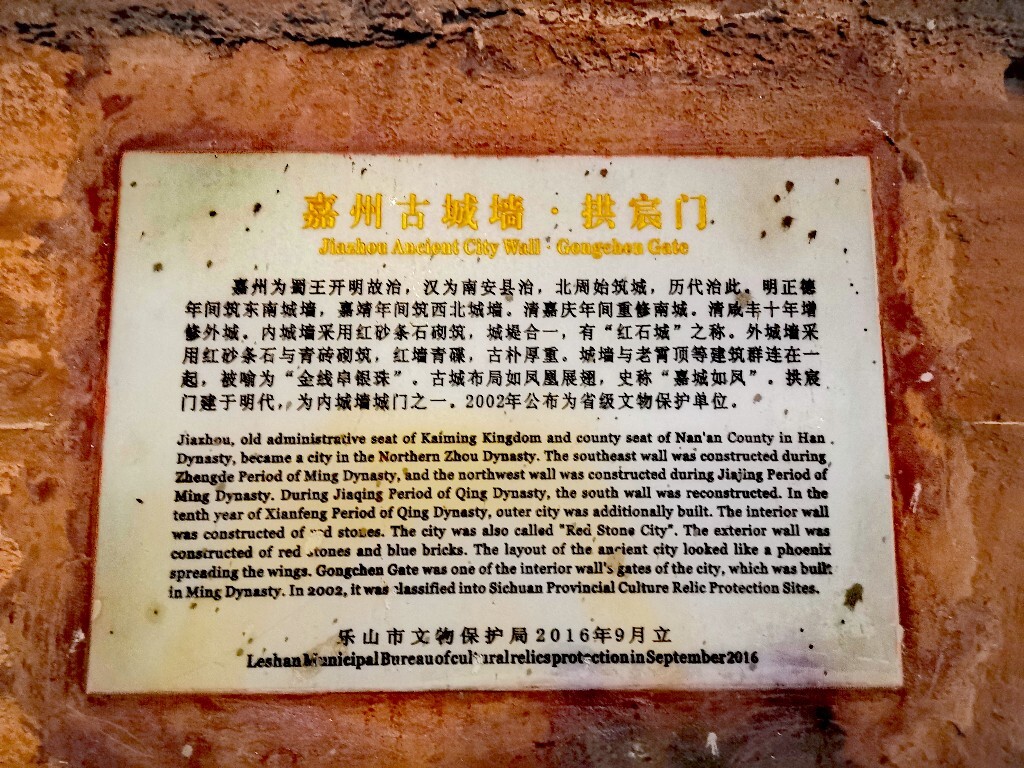 嘉州古城墙·拱宸门
Jiazhou Ancient City Wall · Gongchen Gate
嘉州为蜀王开明故治，汉为南安县治，北周始筑城，历代治此。明正德
年间筑东南城墙，嘉靖年间筑西北城墙。清嘉庆年间重修南城。清咸丰十年增
修外城。内城墙采用红砂条石砌筑，城堤合一，有“红石城”之称。外城墙采
用红砂条石与青砖砌筑，红墙青碟，古朴厚重。城墙与老霄顶等建筑群连在一
起，被喻为“金线吊银珠”。古城布局如凤凰展翅，史称“嘉城如凤”。拱宸
门建于明代，为内城墙城门之一。2002年公布为省级文物保护单位。
Jiazhou, old administrative seat of Kaiming Kingdom and county seat of Nan'an County in Han
Dynasty, became a city in the Northern Zhou Dynasty. The southeast wall was constructed during
Zhengde Period of Ming Dynasty, and the northwest wall was constructed during Jiajing Period of
Ming Dynasty. During Jiaqing Period of Qing Dynasty, the south wall was reconstructed. In the
tenth year of Xianfeng Period of Qing Dynasty, outer city was additionally built. The interior wall
was constructed of red stones. The city was also called "Red Stone City". The exterior wall was
constructed of red stones and blue bricks. The layout of the ancient city looked like a phoenix
spreading the wings. Gongchen Gate was one of the interior wall's gates of the city, which was built
in Ming Dynasty. In 2002, it was classified into Sichuan Provincial Culture Relic Protection Sites.
乐山市文物保护局2016年9月立
Leshan Municipal Bureau of cultural relics protection in September 2016